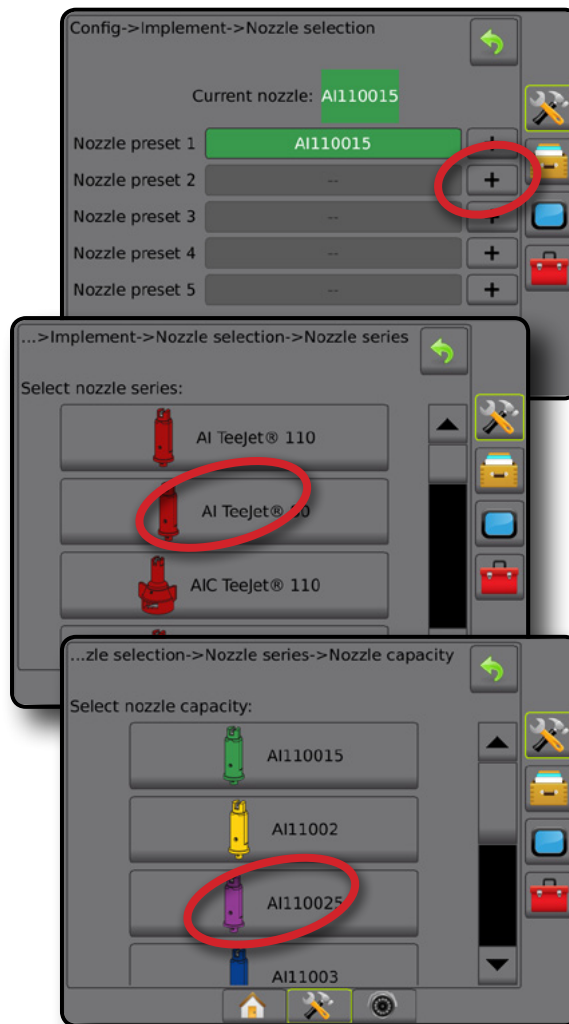 Config->Implement->Nozzle selection
Current nozzle: AI110015
Nozzle preset 1 AI110015 +
Nozzle preset 2 -- +
Nozzle preset 3 -- +
Nozzle preset 4 -- +
Nozzle preset 5 -- +
...>Implement->Nozzle selection->Nozzle series
Select nozzle series:
AI TeeJet® 110
AI TeeJet® 80
AIC TeeJet® 110
...zle selection->Nozzle series->Nozzle capacity
Select nozzle capacity:
AI110015
AI11002
AI110025
AI11003